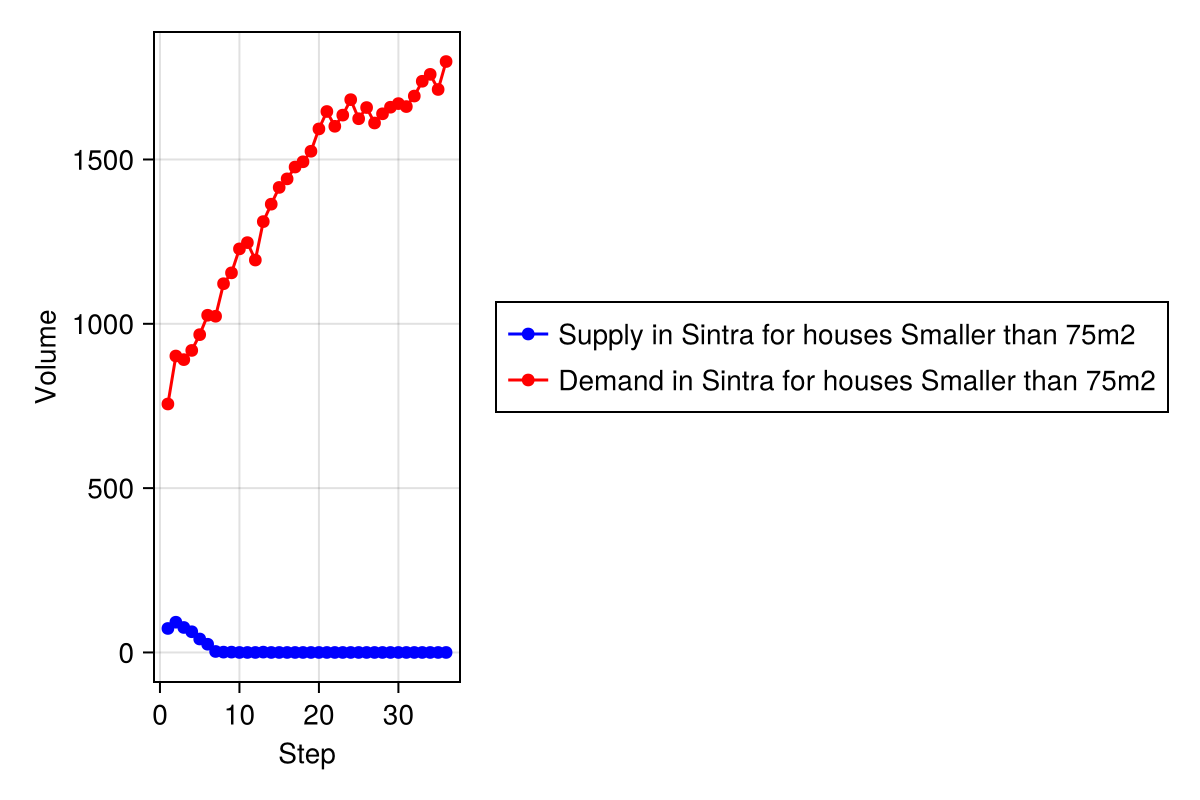 Volume
1500
1000
500
0
0 10 20 30
Step
Supply in Sintra for houses Smaller than 75m2
Demand in Sintra for houses Smaller than 75m2